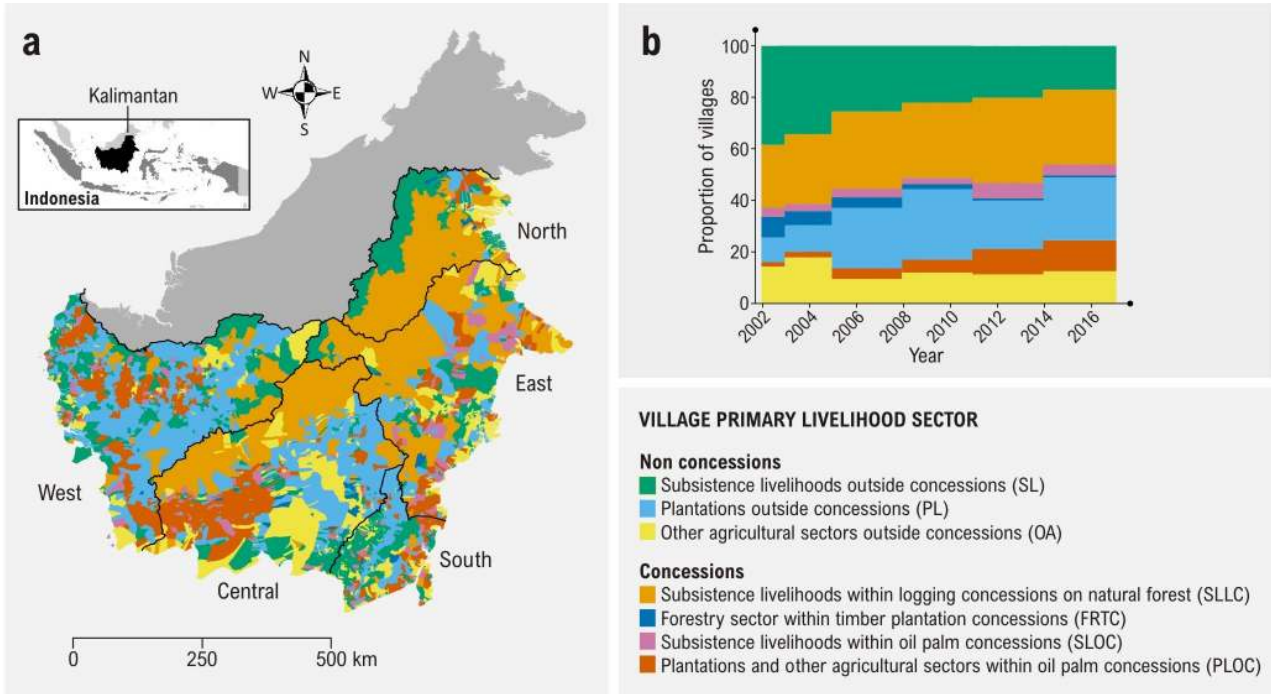 a
N
W E
S
Kalimantan
Indonesia
North
East
West
South
Central
0 250 500 km
b
Proportion of villages
100
80
60
40
20
0
2002 2004 2006 2008 2010 2012 2014 2016
Year
VILLAGE PRIMARY LIVELIHOOD SECTOR
Non concessions
Subsistence livelihoods outside concessions (SL)
Plantations outside concessions (PL)
Other agricultural sectors outside concessions (OA)
Concessions
Subsistence livelihoods within logging concessions on natural forest (SLLC)
Forestry sector within timber plantation concessions (FRTC)
Subsistence livelihoods within oil palm concessions (SLOC)
Plantations and other agricultural sectors within oil palm concessions (PLOC)